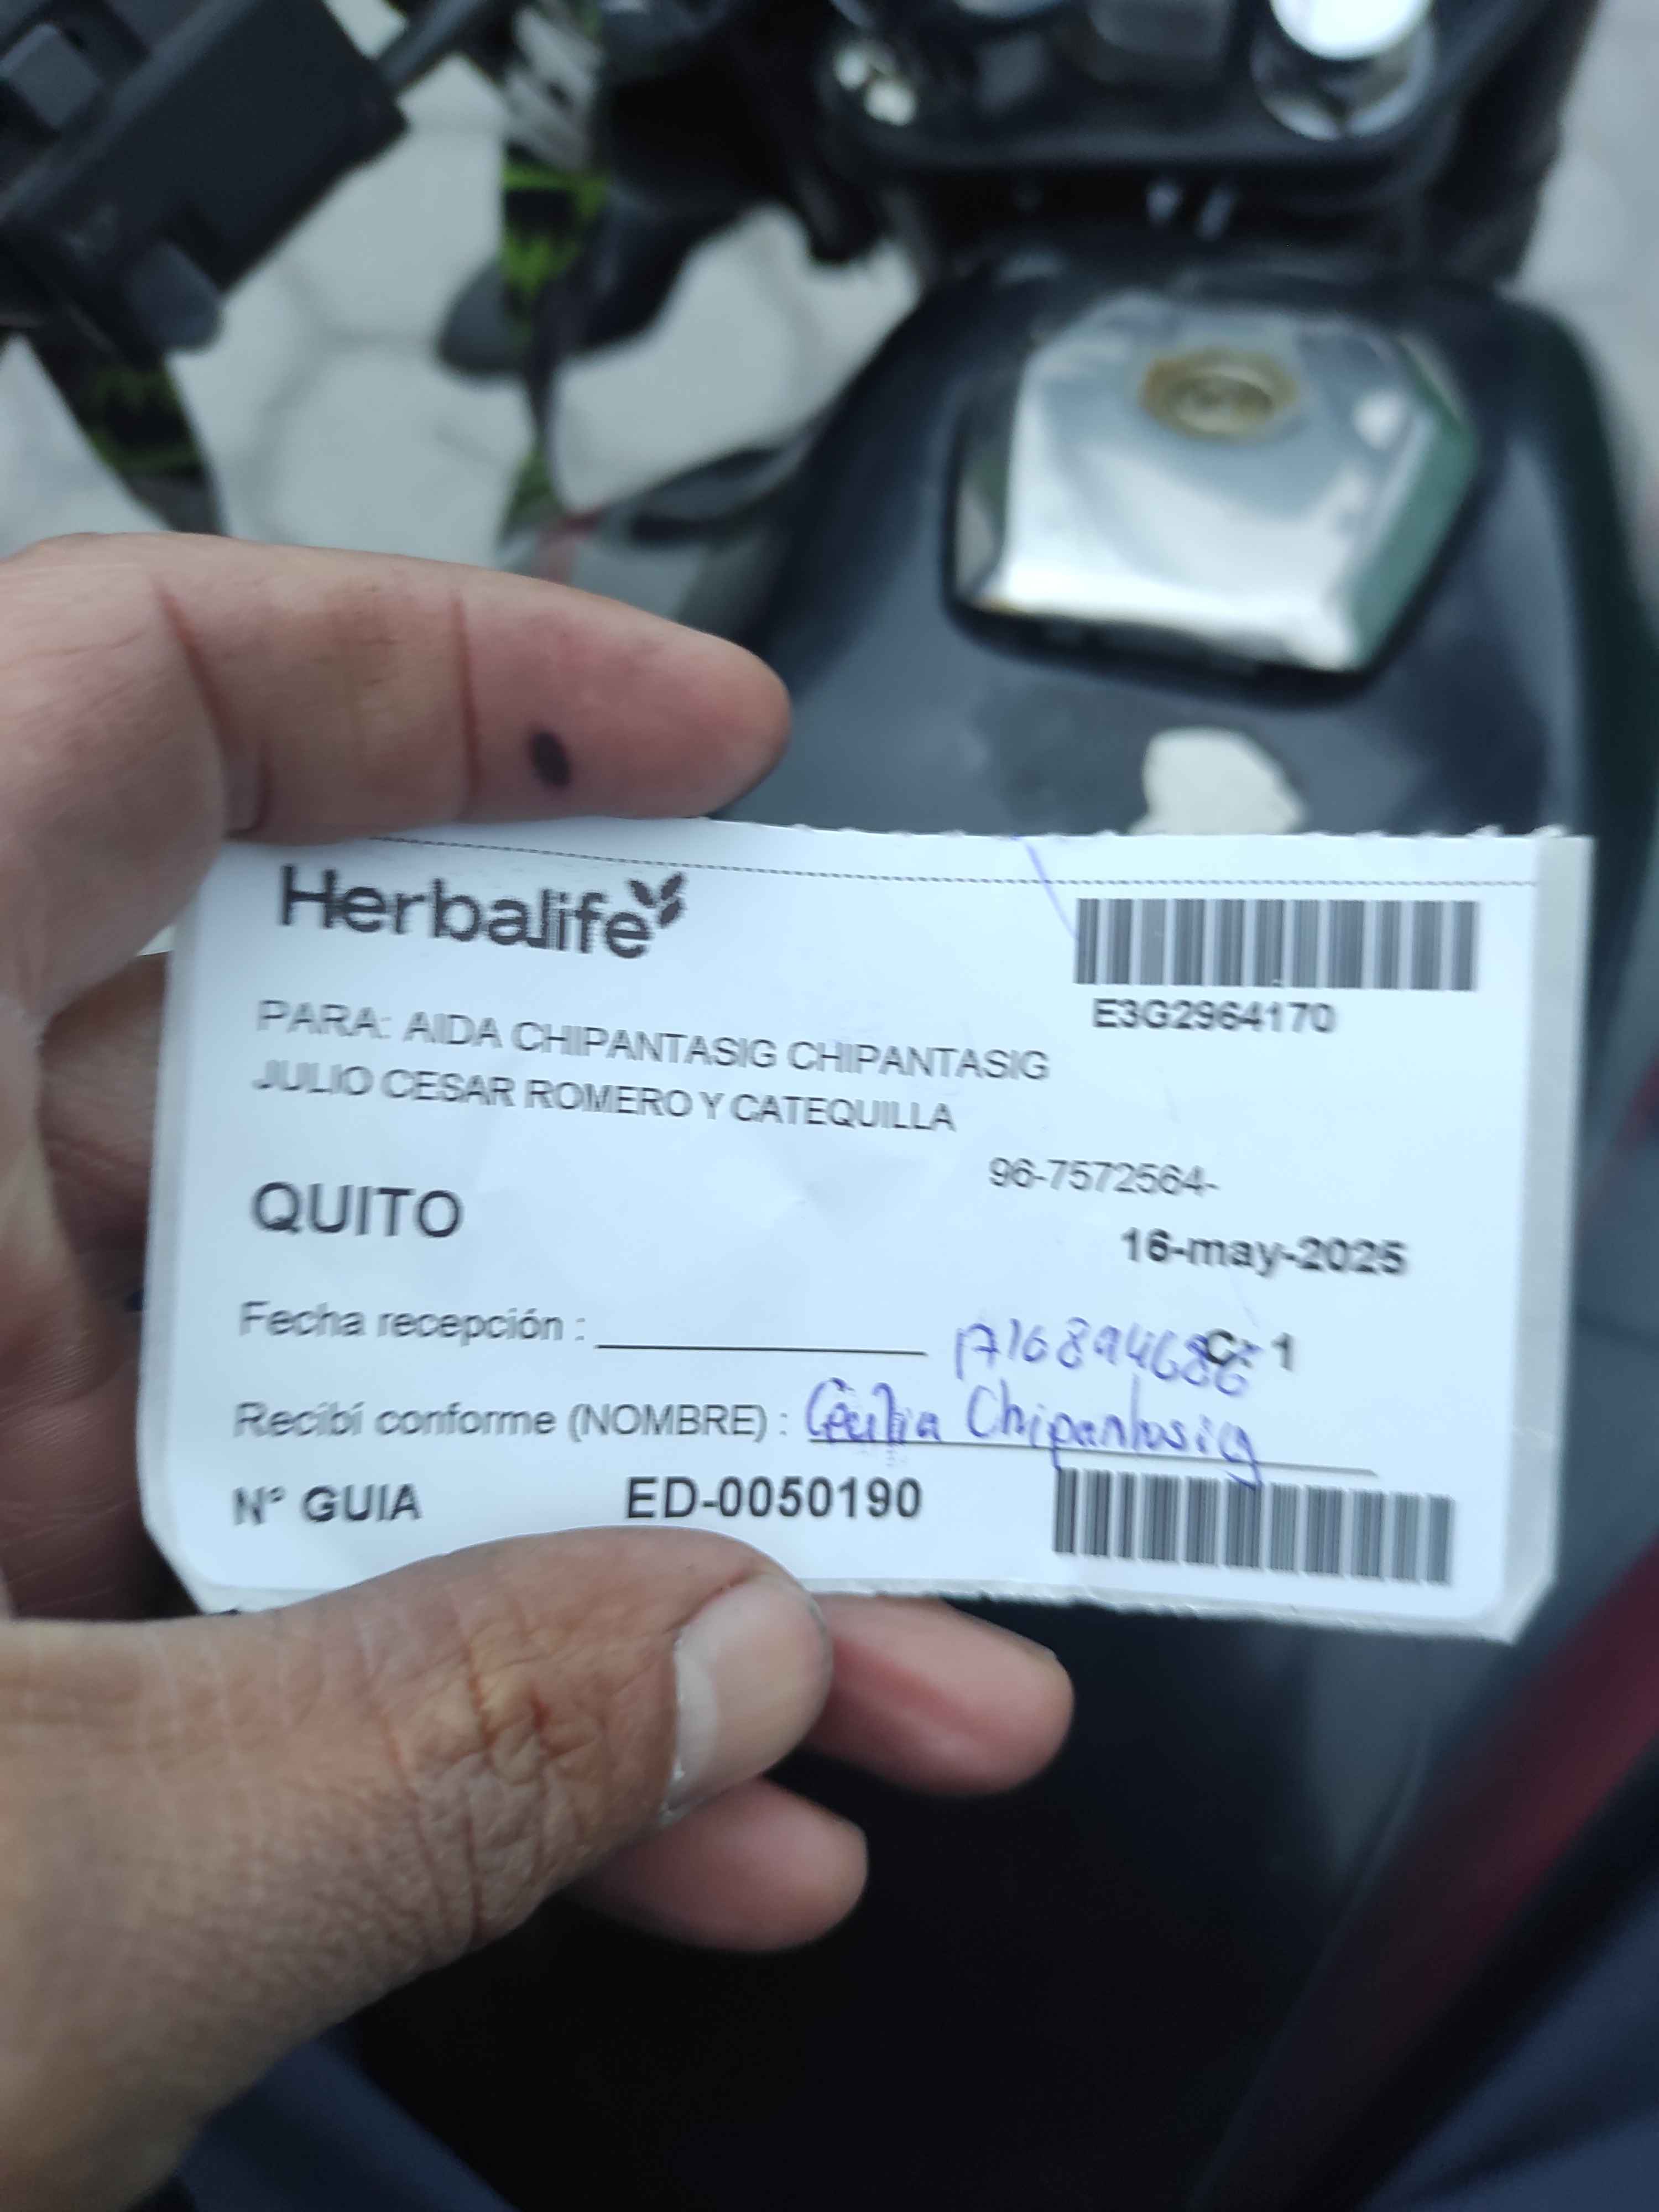 Herbalife
E3G2964170
PARA: AIDA CHIPANTASIG CHIPANTASIG
JULIO CESAR ROMERO Y CATEQUILLA
96-7572564-
QUITO
16-may-2025
Fecha recepción :
1716894686
C: 1
Recibí conforme (NOMBRE) : Cecilia Chipantasig
N° GUIA ED-0050190